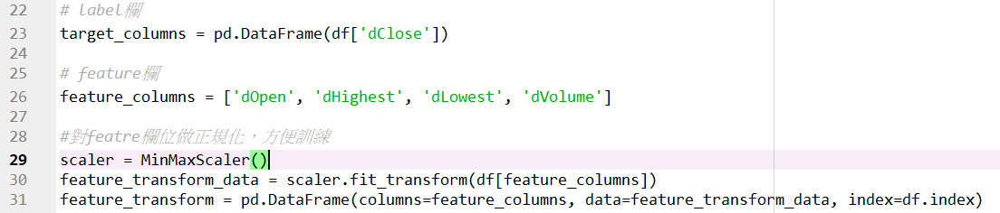 22 # label欄
23 target_columns = pd.DataFrame(df['dClose'])
24
25 # feature欄
26 feature_columns = ['dOpen', 'dHighest', 'dLowest', 'dVolume']
27
28 #對featre欄位做正規化，方便訓練
29 scaler = MinMaxScaler()
30 feature_transform_data = scaler.fit_transform(df[feature_columns])
31 feature_transform = pd.DataFrame(columns=feature_columns, data=feature_transform_data, index=df.index)